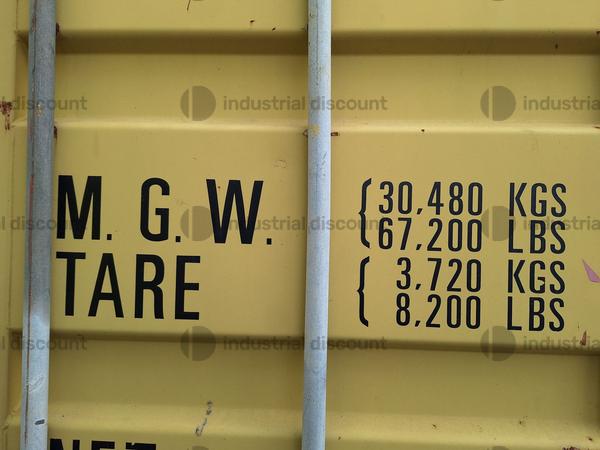 M. G. W. { 30,480 KGS
67,200 LBS
TARE { 3,720 KGS
8,200 LBS
industrial discount